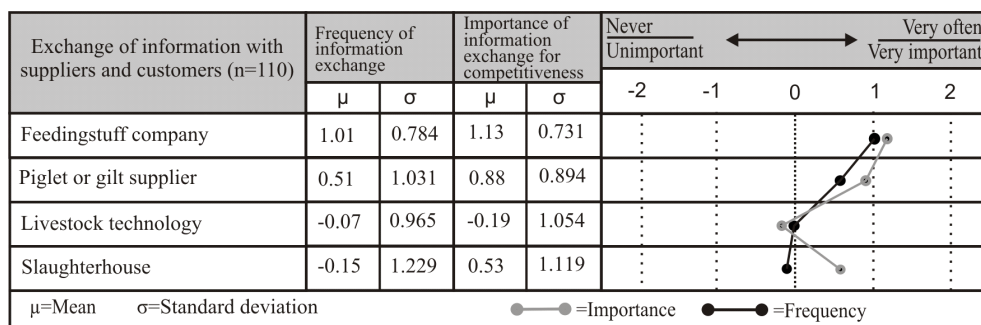 Exchange of information with
suppliers and customers (n=110)
Frequency of
information
exchange
Importance of
information
exchange for
competitiveness
Never
Unimportant
Very often
Very important
μ σ μ σ
-2 -1 0 1 2
Feedingstuff company 1.01 0.784 1.13 0.731
Piglet or gilt supplier 0.51 1.031 0.88 0.894
Livestock technology -0.07 0.965 -0.19 1.054
Slaughterhouse -0.15 1.229 0.53 1.119
μ=Mean σ=Standard deviation =Importance =Frequency